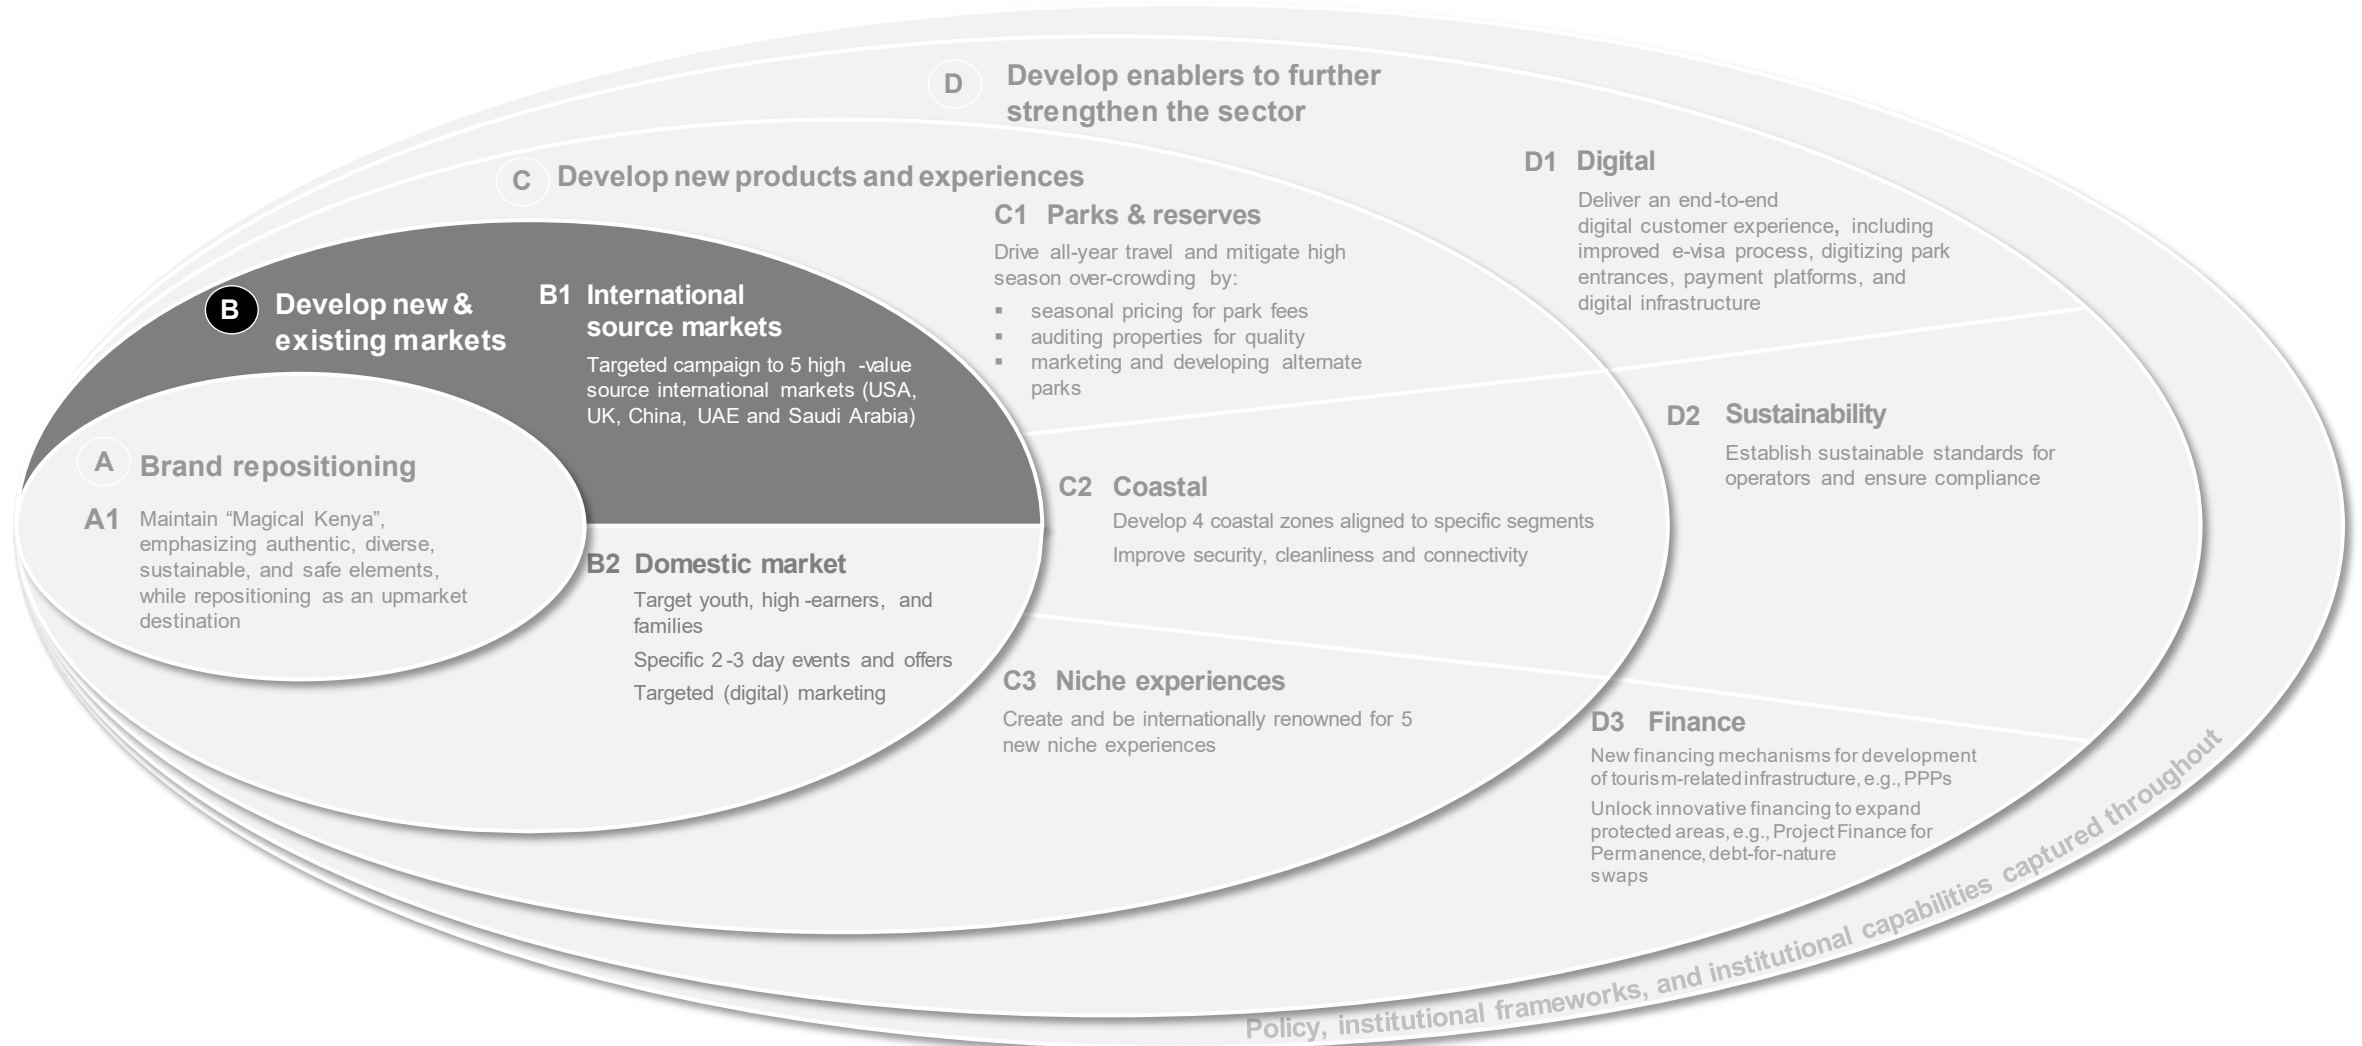 D
Develop enablers to further
strengthen the sector
D1 Digital
Deliver an end-to-end
digital customer experience, including
improved e-visa process, digitizing park
entrances, payment platforms, and
digital infrastructure
C Develop new products and experiences
C1 Parks & reserves
Drive all-year travel and mitigate high
season over-crowding by:
▪ seasonal pricing for park fees
▪ auditing properties for quality
▪ marketing and developing alternate
parks
B Develop new &
existing markets
B1 International
source markets
Targeted campaign to 5 high -value
source international markets (USA,
UK, China, UAE and Saudi Arabia)
D2 Sustainability
Establish sustainable standards for
operators and ensure compliance
A Brand repositioning
A1 Maintain “Magical Kenya”,
emphasizing authentic, diverse,
sustainable, and safe elements,
while repositioning as an upmarket
destination
C2 Coastal
Develop 4 coastal zones aligned to specific segments
Improve security, cleanliness and connectivity
B2 Domestic market
Target youth, high -earners, and
families
Specific 2 -3 day events and offers
Targeted (digital) marketing
C3 Niche experiences
Create and be internationally renowned for 5
new niche experiences
D3 Finance
New financing mechanisms for development
of tourism-related infrastructure, e.g., PPPs
Unlock innovative financing to expand
protected areas, e.g., Project Finance for
Permanence, debt-for-nature
swaps
Policy, institutional frameworks, and institutional capabilities captured throughout